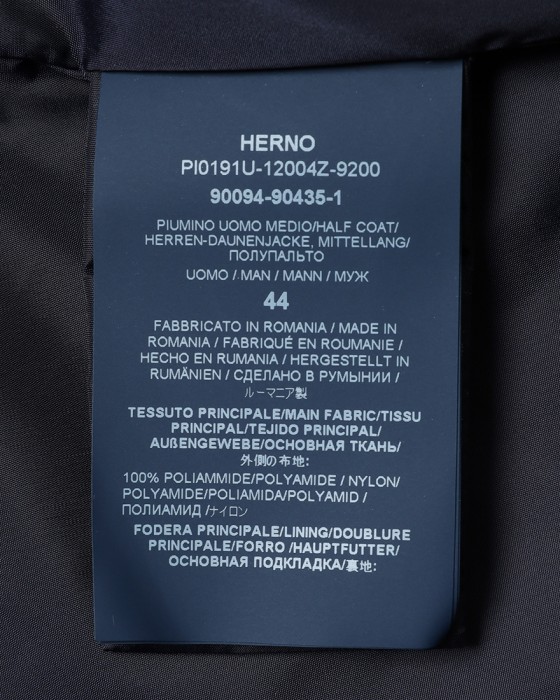 HERNO
PI0191U-12004Z-9200
90094-90435-1
PIUMINO UOMO MEDIO/HALF COAT/
HERREN-DAUNENJACKE, MITTELLANG/
ПОЛУПАЛЬТО
UOMO / MAN / MANN / МУЖ
44
FABBRICATO IN ROMANIA / MADE IN
ROMANIA / FABRIQUÉ EN ROUMANIE /
HECHO EN RUMANIA / HERGESTELLT IN
RUMÄNIEN / СДЕЛАНО В РУМЫНИИ /
ルーマニア製
TESSUTO PRINCIPALE/MAIN FABRIC/TISSU
PRINCIPAL/TEJIDO PRINCIPAL/
AUßENGEWEBE/ОСНОВНАЯ ТКАНЬ/
外側の布地:
100% POLIAMMIDE/POLYAMIDE / NYLON/
POLYAMIDE/POLIAMIDA/POLYAMID /
ПОЛИАМИД /ナイロン
FODERA PRINCIPALE/LINING/DOUBLURE
PRINCIPALE/FORRO /HAUPTFUTTER/
ОСНОВНАЯ ПОДКЛАДКА/裏地: